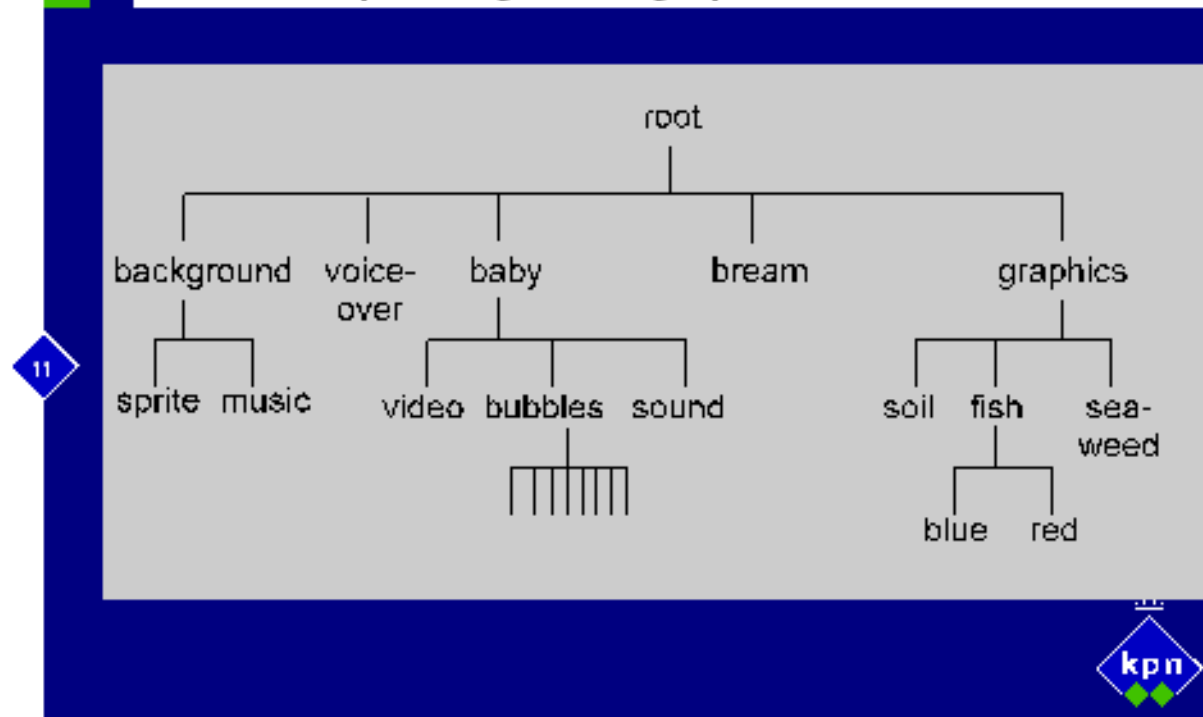 root
background voice- baby bream graphics
over
sprite music video bubbles sound soil fish sea-
weed
blue red
11
kpn